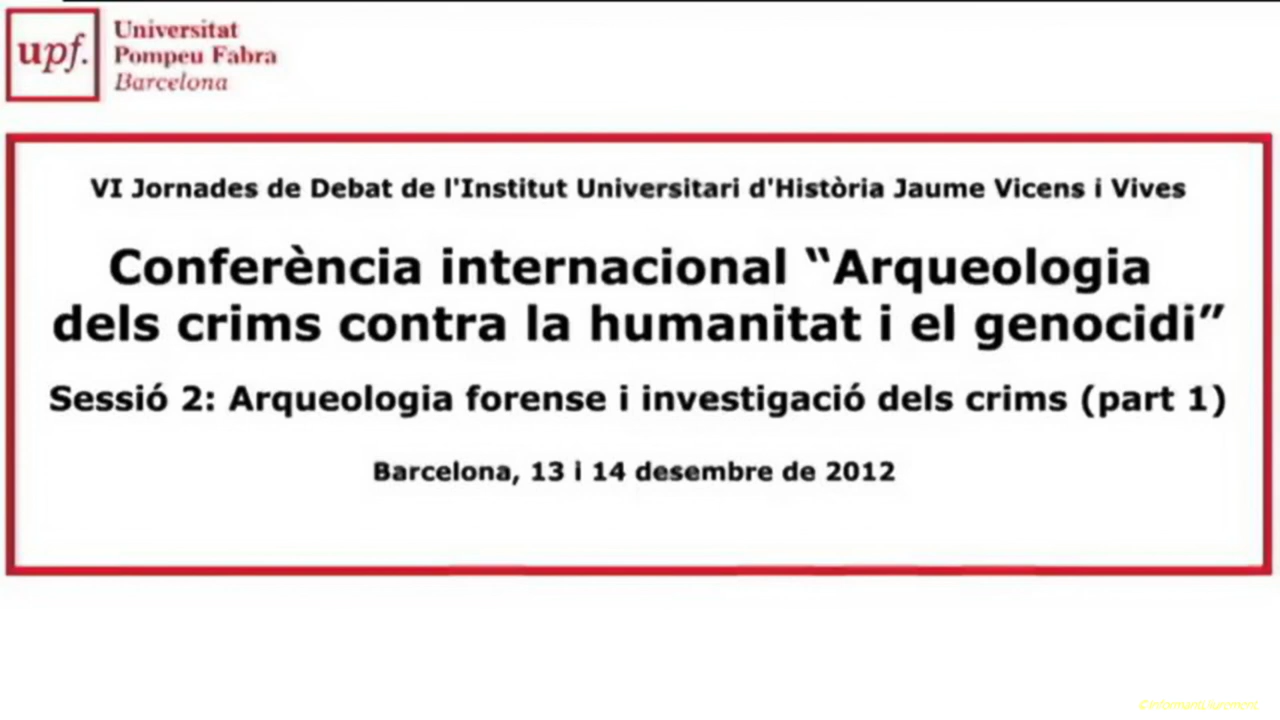 upf.
Universitat
Pompeu Fabra
Barcelona
VI Jornades de Debat de l'Institut Universitari d'Història Jaume Vicens i Vives
Conferència internacional “Arqueologia
dels crims contra la humanitat i el genocidi”
Sessió 2: Arqueologia forense i investigació dels crims (part 1)
Barcelona, 13 i 14 desembre de 2012